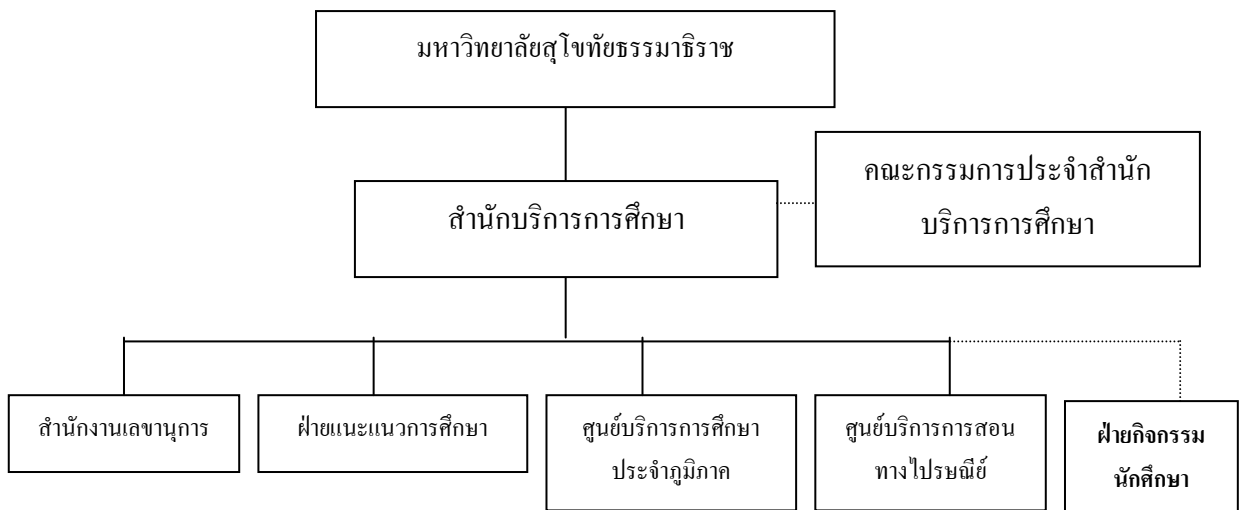 มหาวิทยาลัยสุโขทัยธรรมาธิราช
คณะกรรมการประจำสำนัก
บริการการศึกษา
สำนักบริการการศึกษา
สำนักงานเลขานุการ
ฝ่ายแนะแนวการศึกษา
ศูนย์บริการการศึกษา
ประจำภูมิภาค
ศูนย์บริการการสอน
ทางไปรษณีย์
ฝ่ายกิจกรรม
นักศึกษา